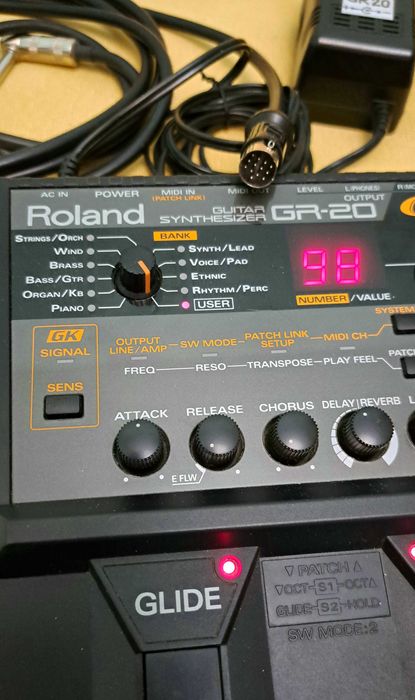 GR-20
AC IN POWER MIDI IN MIDI OUT LEVEL L(PHONES)
(PATCH LINK) OUTPUT
Roland GUITAR SYNTHESIZER GR-20
BANK
STRINGS/ORCH
WIND
BRASS
BASS/GTR
ORGAN/KB
PIANO
SYNTH/LEAD
VOICE/PAD
ETHNIC
RHYTHM/PERC
USER
98
NUMBER/VALUE
SYSTEM
GK
SIGNAL
SENS
OUTPUT LINE/AMP SW MODE PATCH LINK SETUP MIDI CH
FREQ RESO TRANSPOSE PLAY FEEL
PATCH
ATTACK RELEASE CHORUS DELAY|REVERB
E FLW
GLIDE
▽ PATCH △
▽OCT S1 OCT△
GLIDE S2 HOLD
SW MODE:2